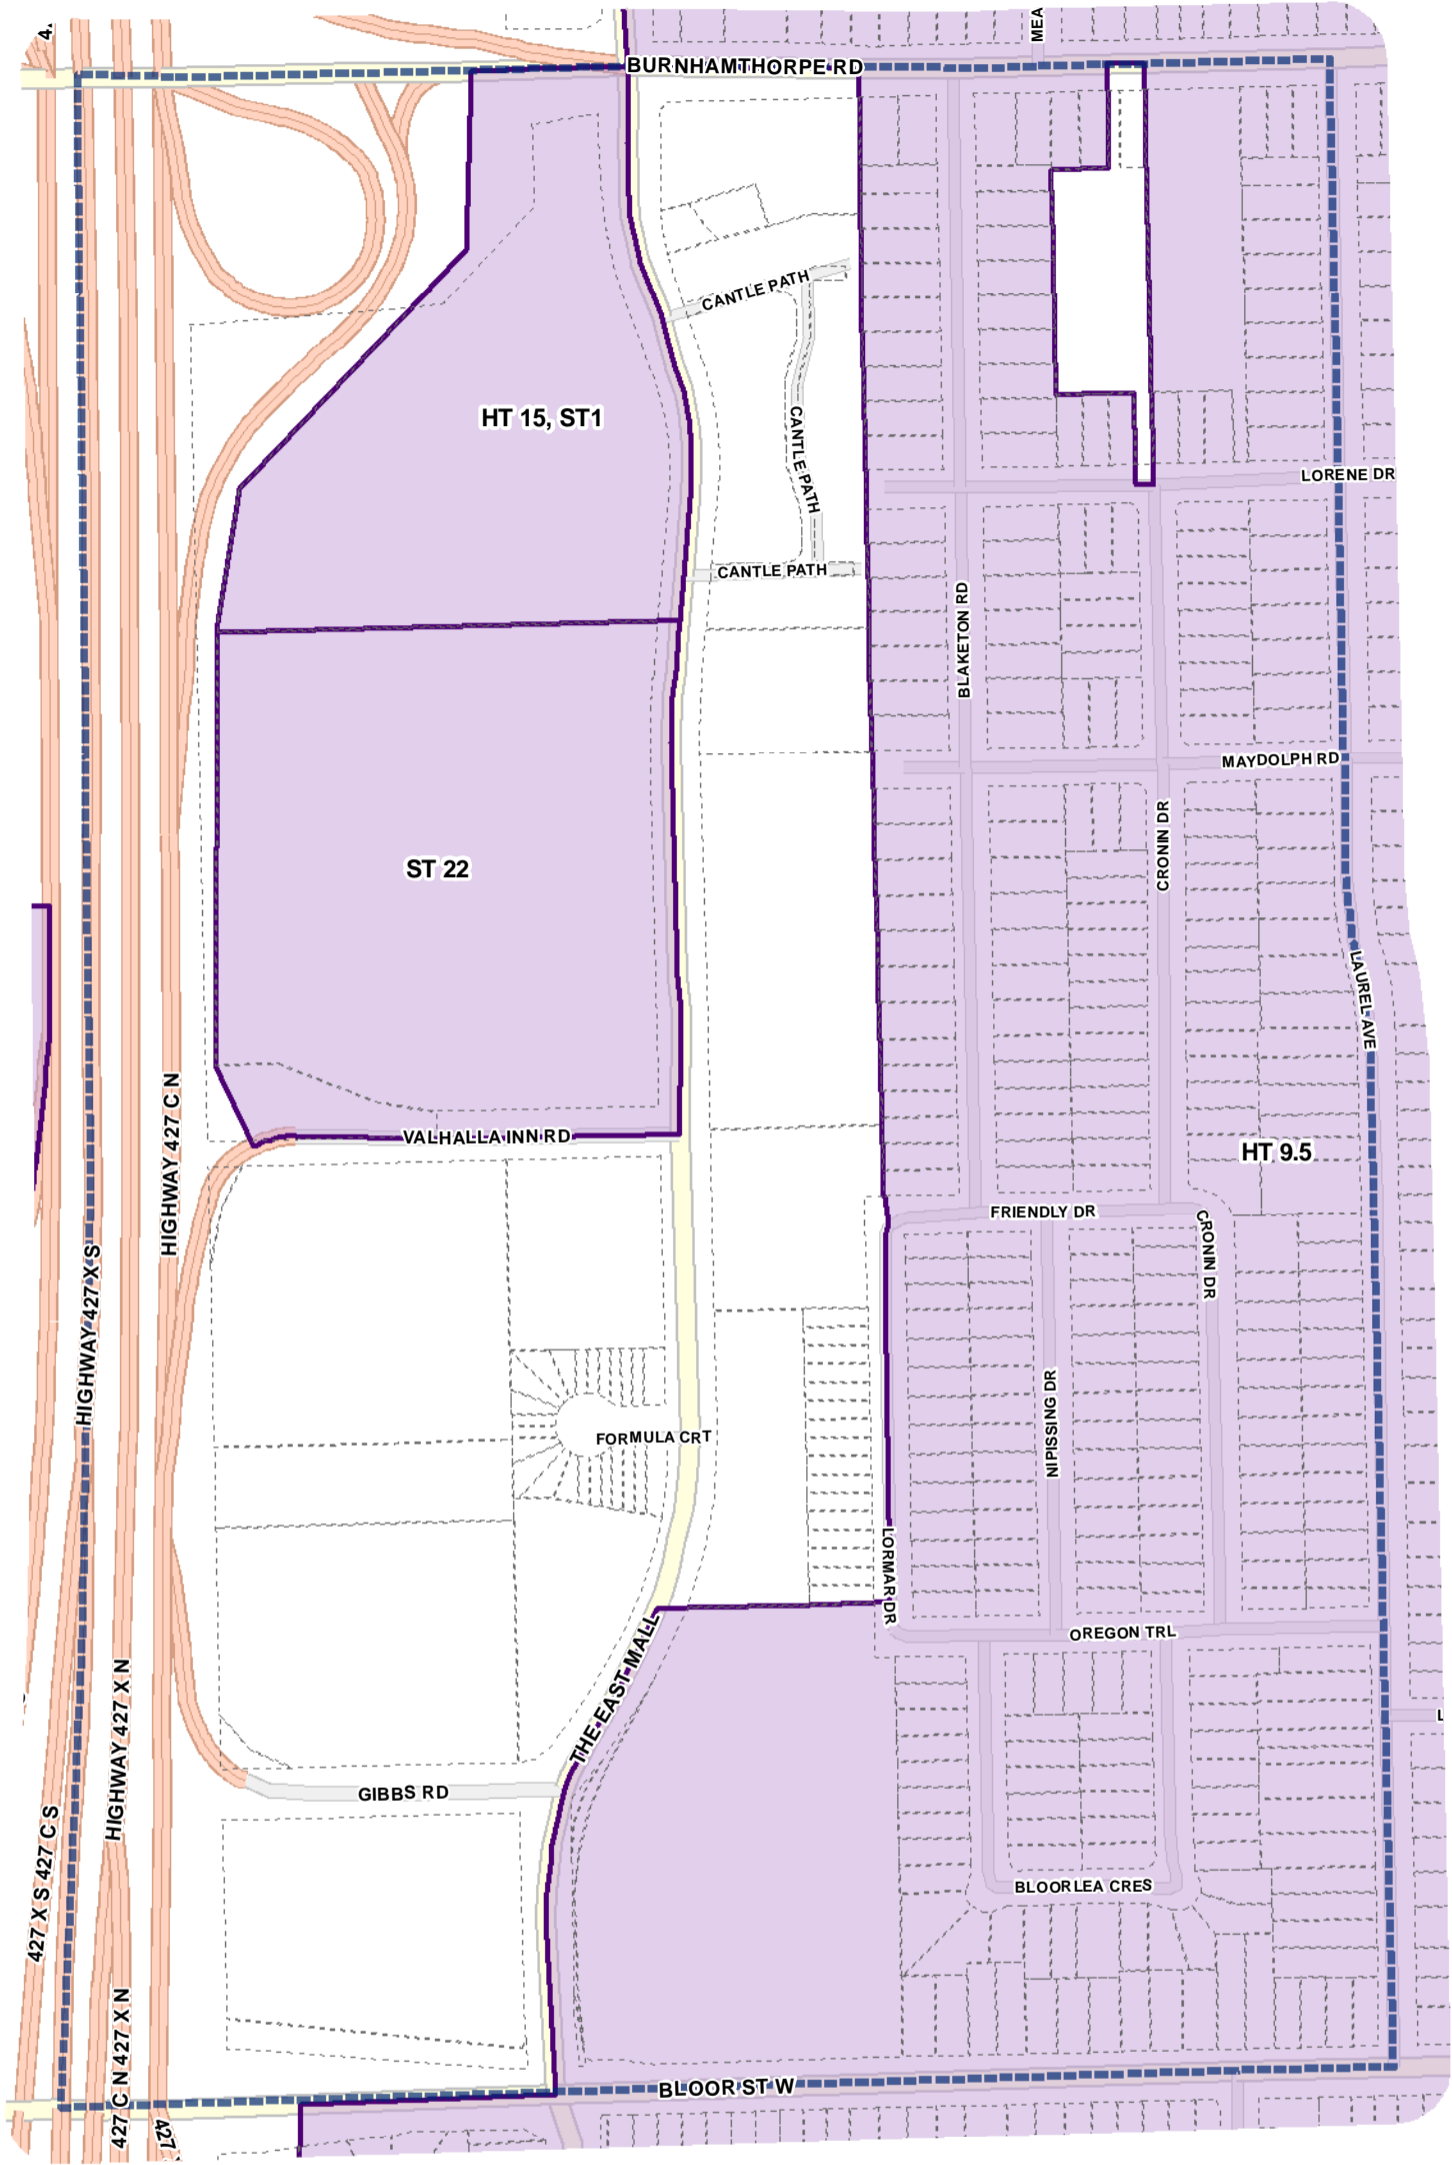 MEA
4
BURNHAMTHORPE RD
CANTLE PATH
HT 15, ST1
CANTLE PATH
LORENE DR
CANTLE PATH
BLAKETON RD
MAYDOLPH RD
CRONIN DR
ST 22
LAUREL AVE
HIGHWAY 427 C N
VALHALLA INN RD
HT 9.5
FRIENDLY DR
CRONIN DR
HIGHWAY 427 X S
NIPISSING DR
FORMULA CRT
LORMAR DR
OREGON TRL
THE EAST MALL
HIGHWAY 427 X N
L
GIBBS RD
427 X S 427 C S
BLOORLEA CRES
427 C N 427 X N
BLOOR ST W
427